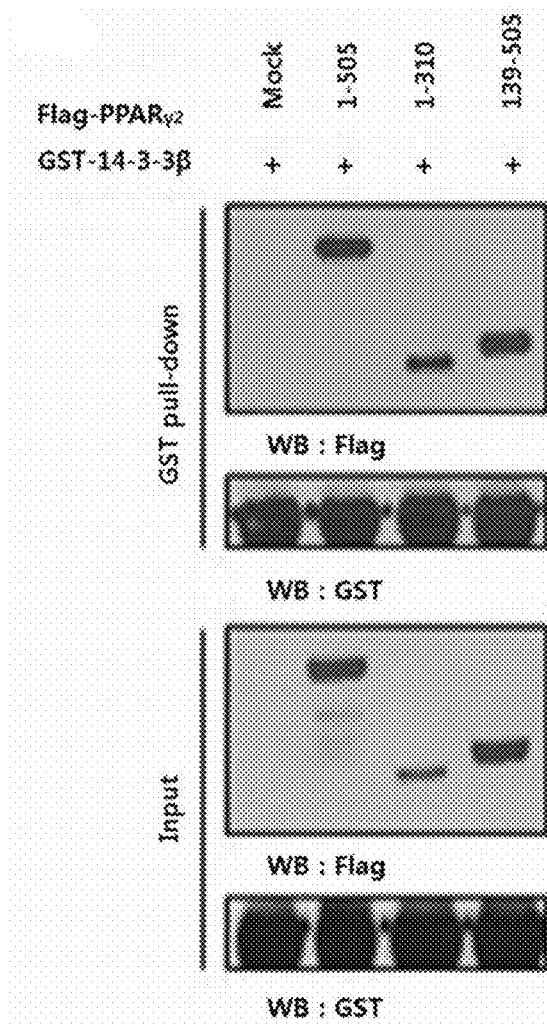 Mock 1-505 1-310 139-505
Flag-PPARγ2
GST-14-3-3β + + + +
GST pull-down
WB : Flag
WB : GST
Input
WB : Flag
WB : GST